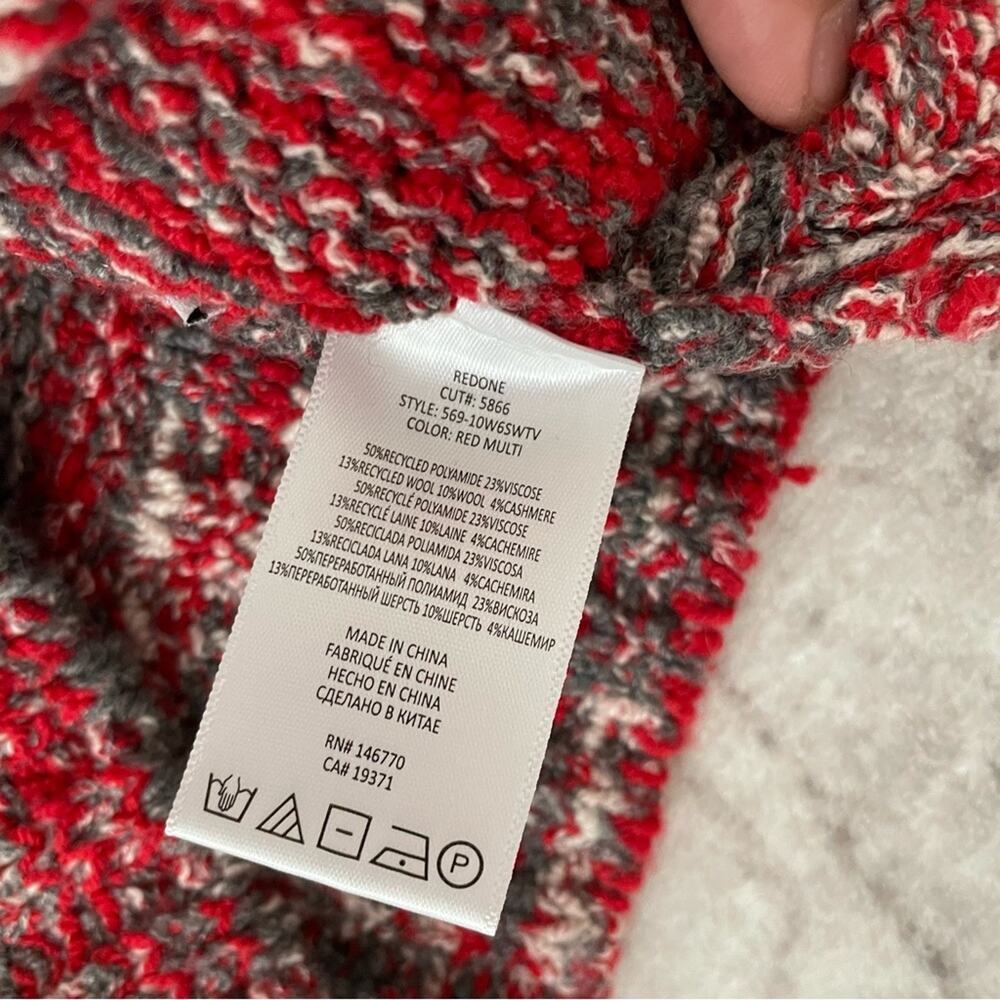 REDONE
CUT#: 5866
STYLE: 569-10W6SWTV
COLOR: RED MULTI
50%RECYCLED POLYAMIDE 23%VISCOSE
13%RECYCLED WOOL 10%WOOL 4%CASHMERE
50%RECYCLÉ POLYAMIDE 23%VISCOSE
13%RECYCLÉ LAINE 10%LAINE 4%CACHEMIRE
50%RECICLADA POLIAMIDA 23%VISCOSA
13%RECICLADA LANA 10%LANA 4%CACHEMIRA
50%ПЕРЕРАБОТАННЫЙ ПОЛИАМИД 23%ВИСКОЗА
13%ПЕРЕРАБОТАННЫЙ ШЕРСТЬ 10%ШЕРСТЬ 4%КАШЕМИР
MADE IN CHINA
FABRIQUÉ EN CHINE
HECHO EN CHINA
СДЕЛАНО В КИТАЕ
RN# 146770
CA# 19371
P